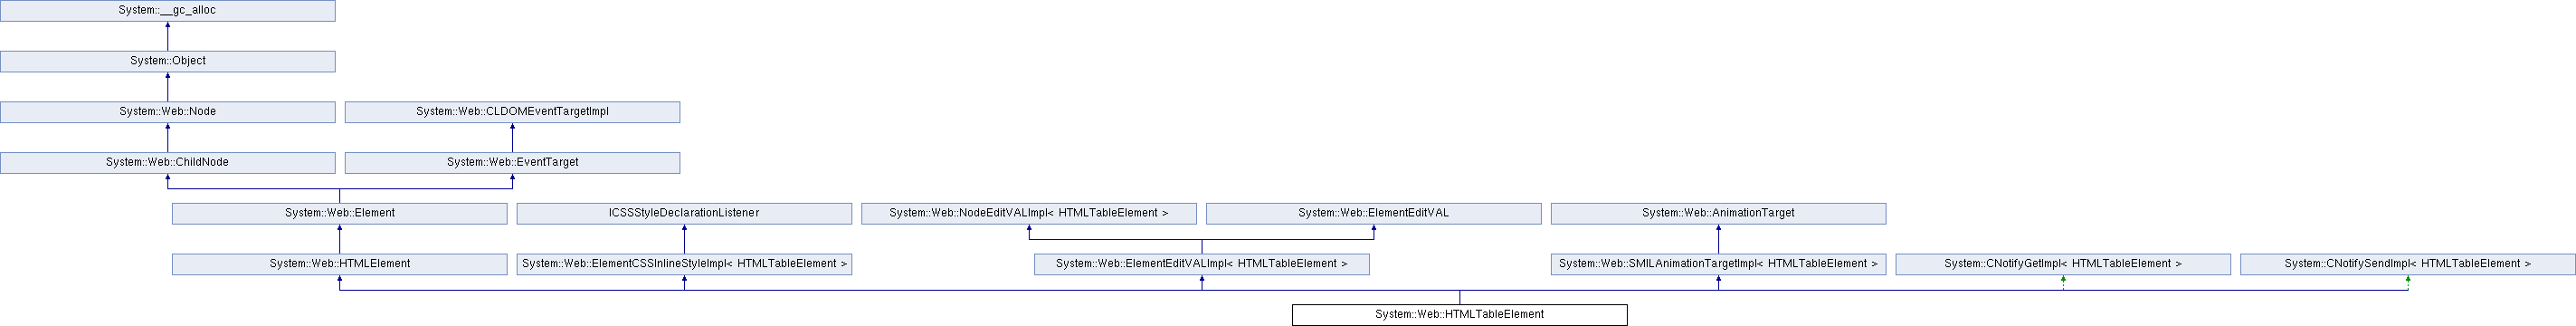 System::__gc_alloc
System::Object
System::Web::Node
System::Web::CLDOMEventTargetImpl
System::Web::ChildNode
System::Web::EventTarget
System::Web::Element
ICSSStyleDeclarationListener
System::Web::NodeEditVALImpl< HTMLTableElement >
System::Web::ElementEditVAL
System::Web::AnimationTarget
System::Web::HTMLElement
System::Web::ElementCSSInlineStyleImpl< HTMLTableElement >
System::Web::ElementEditVALImpl< HTMLTableElement >
System::Web::SMILAnimationTargetImpl< HTMLTableElement >
System::CNotifyGetImpl< HTMLTableElement >
System::CNotifySendImpl< HTMLTableElement >
System::Web::HTMLTableElement